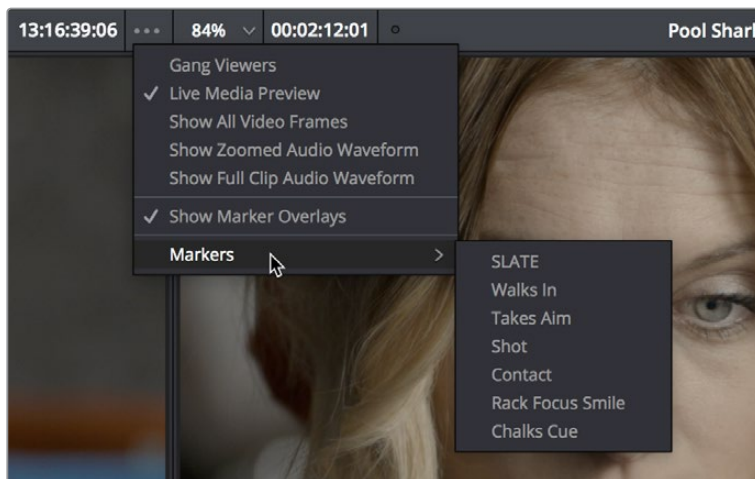 13:16:39:06 ••• 84% 00:02:12:01 Pool Shar
Gang Viewers
✓ Live Media Preview
Show All Video Frames
Show Zoomed Audio Waveform
Show Full Clip Audio Waveform
✓ Show Marker Overlays
Markers >
SLATE
Walks In
Takes Aim
Shot
Contact
Rack Focus Smile
Chalks Cue